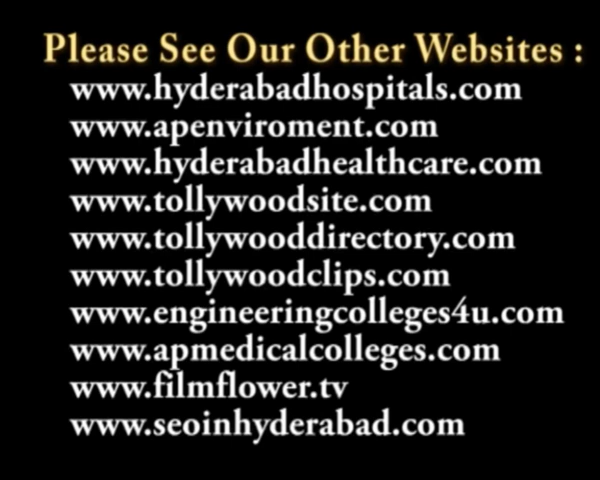 Please See Our Other Websites :
www.hyderabadhospitals.com
www.apenviroment.com
www.hyderabadhealthcare.com
www.tollywoodsite.com
www.tollywooddirectory.com
www.tollywoodclips.com
www.engineeringcolleges4u.com
www.apmedicalcolleges.com
www.filmflower.tv
www.seoinhyderabad.com